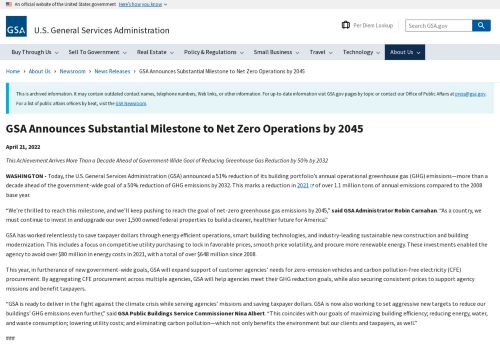 An official website of the United States government Here's how you know
GSA
U.S. General Services Administration
Per Diem Lookup
Search GSA.gov
Buy Through Us Sell To Government Real Estate Policy & Regulations Small Business Travel Technology About Us
Home › About Us › Newsroom › News Releases › GSA Announces Substantial Milestone to Net Zero Operations by 2045
This is archived information. It may contain outdated contact names, telephone numbers, Web links, or other information. For up-to-date information visit GSA.gov pages by topic or contact our Office of Public Affairs at press@gsa.gov.
For a list of public affairs officers by beat, visit the GSA Newsroom.
GSA Announces Substantial Milestone to Net Zero Operations by 2045
April 21, 2022
This Achievement Arrives More Than a Decade Ahead of Government-Wide Goal of Reducing Greenhouse Gas Reduction by 50% by 2032
WASHINGTON - Today, the U.S. General Services Administration (GSA) announced a 51% reduction of its building portfolio's annual operational greenhouse gas (GHG) emissions—more than a
decade ahead of the government-wide goal of a 50% reduction of GHG emissions by 2032. This marks a reduction in 2021 of over 1.1 million tons of annual emissions compared to the 2008
base year.
"We're thrilled to reach this milestone, and we'll keep pushing to reach the goal of net-zero greenhouse gas emissions by 2045," said GSA Administrator Robin Carnahan. "As a country, we
must continue to invest in and upgrade our over 1,500 owned federal properties to build a cleaner, healthier future for America."
GSA has worked relentlessly to save taxpayer dollars through energy efficient operations, smart building technologies, and industry-leading sustainable new construction and building
modernization. This includes a focus on competitive utility purchasing to lock in favorable prices, smooth price volatility, and procure more renewable energy. These investments enabled the
agency to avoid over $80 million in energy costs in 2021, with a total of over $648 million since 2008.
This year, in furtherance of new government-wide goals, GSA will expand support of customer agencies' needs for zero-emission vehicles and carbon pollution-free electricity (CFE)
procurement. By aggregating CFE procurement across multiple agencies, GSA will help agencies meet their GHG reduction goals, while also securing consistent prices to support agency
missions and benefit taxpayers.
"GSA is ready to deliver in the fight against the climate crisis while serving agencies' missions and saving taxpayer dollars. GSA is now also working to set aggressive new targets to reduce our
buildings' GHG emissions even further," said GSA Public Buildings Service Commissioner Nina Albert. "This coincides with our goals of maximizing efficiency; reducing energy, water,
and waste consumption; lowering utility costs; and eliminating carbon pollution—which not only benefits the environment but our clients and taxpayers, as well."
###